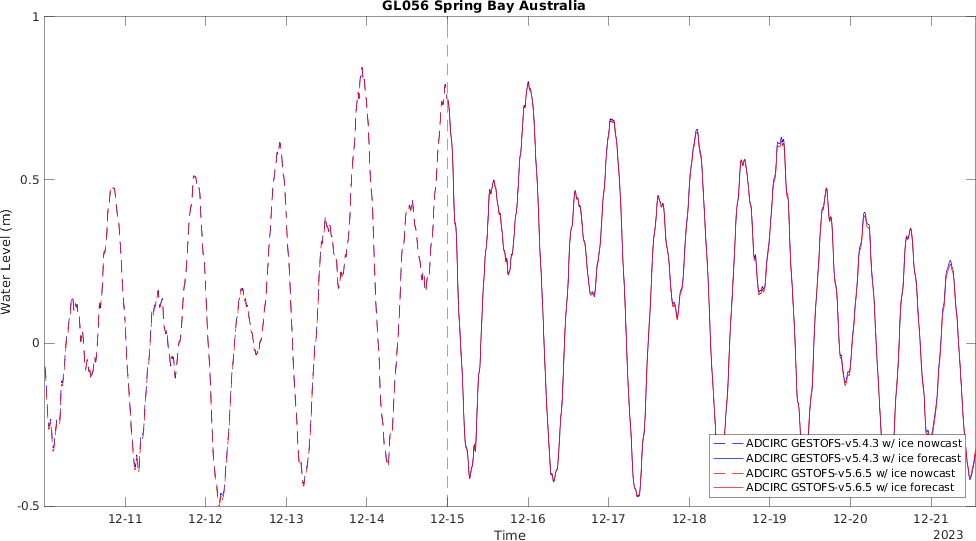 GL056 Spring Bay Australia
1
0.5
0
-0.5
Water Level (m)
12-11 12-12 12-13 12-14 12-15 12-16 12-17 12-18 12-19 12-20 12-21
Time
2023
ADCIRC GESTOFS-v5.4.3 w/ ice nowcast
ADCIRC GESTOFS-v5.4.3 w/ ice forecast
ADCIRC GSTOFS-v5.6.5 w/ ice nowcast
ADCIRC GSTOFS-v5.6.5 w/ ice forecast